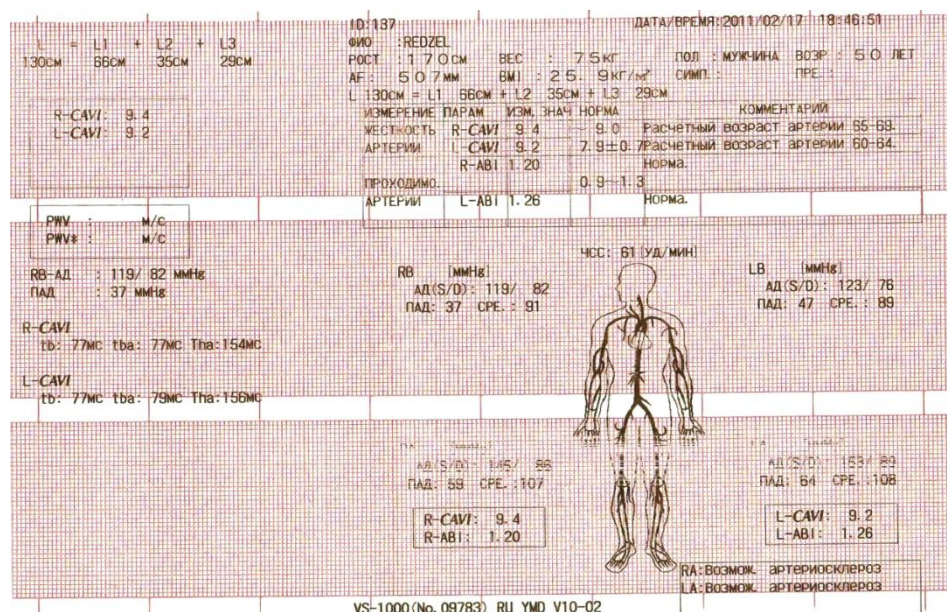 ID:137 ДАТА/ВРЕМЯ:2011/02/17 18:46:51
L = L1 + L2 + L3
130СМ 66СМ 35СМ 29СМ
ФИО :REDZEL
РОСТ :170СМ ВЕС : 75КГ ПОЛ : МУЖЧИНА ВОЗР : 50 ЛЕТ
AF : 507ММ BMI : 25. 9КГ/м² СИМП. : ПРЕ. :
L 130СМ = L1 66СМ + L2 35СМ + L3 29СМ
R-CAVI: 9. 4
L-CAVI: 9. 2
ИЗМЕРЕНИЕ ПАРАМ ИЗМ. ЗНАЧ НОРМА КОММЕНТАРИЙ
ЖЕСТКОСТЬ R-CAVI 9. 4 ~ 9. 0 Расчетный возраст артерии 65-69.
АРТЕРИИ L-CAVI 9. 2 7. 9±0. 7 Расчетный возраст артерии 60-64.
R-ABI 1.20 Норма.
ПРОХОДИМО. 0. 9~1. 3
АРТЕРИИ L-ABI 1.26 Норма.
PWV : М/С
PWV* : М/С
RB-АД : 119/ 82 ммHg
ПАД : 37 ммHg
R-CAVI
tb: 77МС tba: 77МС Tha:154МС
L-CAVI
tb: 77МС tba: 79МС Tha:156МС
ЧСС: 61 [УД/МИН]
RB [ммHg]
АД(S/D): 119/ 82
ПАД: 37 СРЕ. : 91
LB [ммHg]
АД(S/D): 123/ 76
ПАД: 47 СРЕ. : 89
АД(S/D): 145/ 88
ПАД: 59 СРЕ. :107
R-CAVI: 9. 4
R-ABI: 1. 20
АД(S/D): 153/ 89
ПАД: 64 СРЕ. :108
L-CAVI: 9. 2
L-ABI: 1. 26
RA:Возмож. артериосклероз
LA:Возмож. артериосклероз
VS-1000(No. 09783) RU YMD V10-02